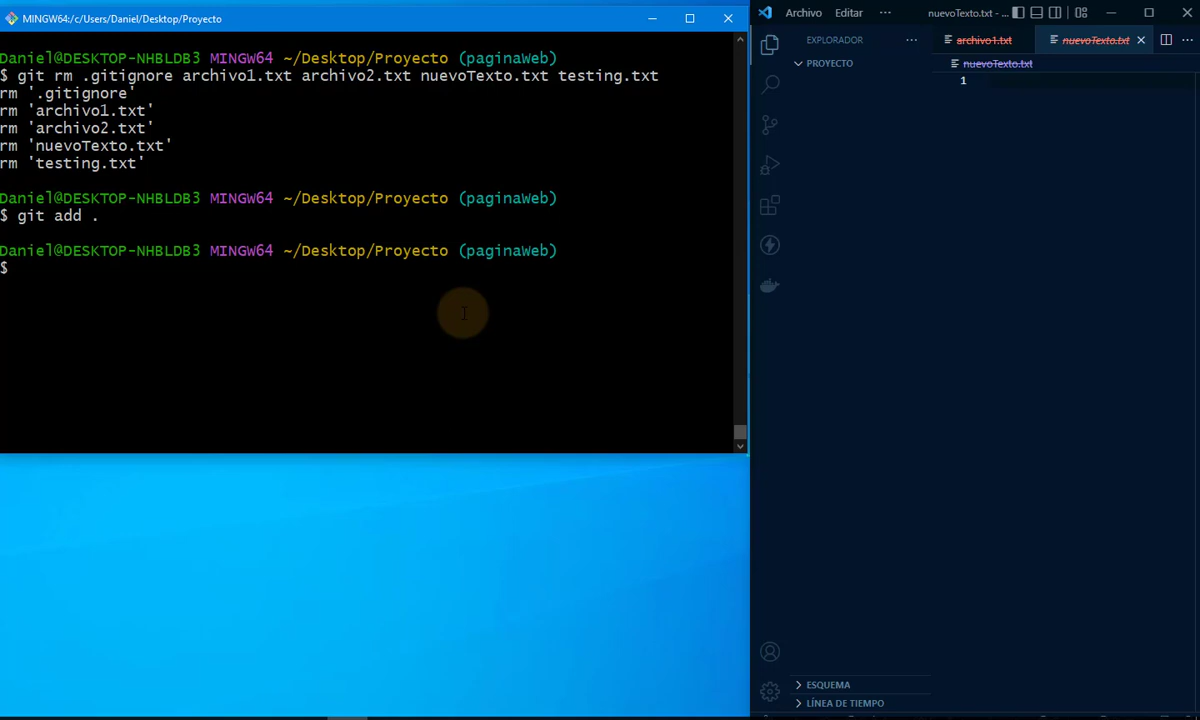 MINGW64:/c/Users/Daniel/Desktop/Proyecto
Daniel@DESKTOP-NHBLDB3 MINGW64 ~/Desktop/Proyecto (paginaWeb)
$ git rm .gitignore archivo1.txt archivo2.txt nuevoTexto.txt testing.txt
rm '.gitignore'
rm 'archivo1.txt'
rm 'archivo2.txt'
rm 'nuevoTexto.txt'
rm 'testing.txt'
Daniel@DESKTOP-NHBLDB3 MINGW64 ~/Desktop/Proyecto (paginaWeb)
$ git add .
Daniel@DESKTOP-NHBLDB3 MINGW64 ~/Desktop/Proyecto (paginaWeb)
$
Archivo Editar ··· nuevoTexto.txt - ...
EXPLORADOR ···
archivo1.txt nuevoTexto.txt ···
PROYECTO
nuevoTexto.txt
1
ESQUEMA
LÍNEA DE TIEMPO